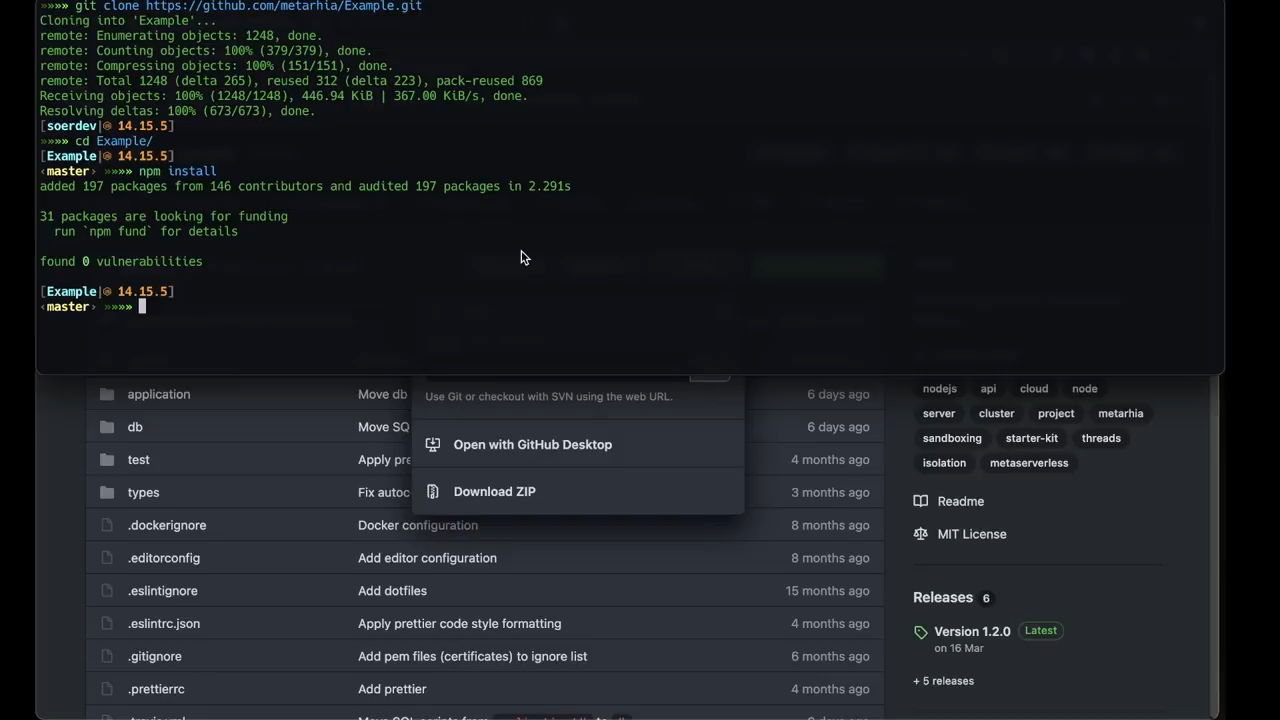 »»»» git clone https://github.com/metarhia/Example.git
Cloning into 'Example'...
remote: Enumerating objects: 1248, done.
remote: Counting objects: 100% (379/379), done.
remote: Compressing objects: 100% (151/151), done.
remote: Total 1248 (delta 265), reused 312 (delta 223), pack-reused 869
Receiving objects: 100% (1248/1248), 446.94 KiB | 367.00 KiB/s, done.
Resolving deltas: 100% (673/673), done.
[soerdev|⌾ 14.15.5]
»»»» cd Example/
[Example|⌾ 14.15.5]
‹master› »»»» npm install
added 197 packages from 146 contributors and audited 197 packages in 2.291s
31 packages are looking for funding
run `npm fund` for details
found 0 vulnerabilities
[Example|⌾ 14.15.5]
‹master› »»»»
application Move db 6 days ago
db Move SQ 6 days ago
test Apply pre 4 months ago
types Fix autoc 3 months ago
.dockerignore Docker configuration 8 months ago
.editorconfig Add editor configuration 8 months ago
.eslintignore Add dotfiles 15 months ago
.eslintrc.json Apply prettier code style formatting 4 months ago
.gitignore Add pem files (certificates) to ignore list 6 months ago
.prettierrc Add prettier 4 months ago
Use Git or checkout with SVN using the web URL.
Open with GitHub Desktop
Download ZIP
nodejs api cloud node
server cluster project metarhia
sandboxing starter-kit threads
isolation metaserverless
Readme
MIT License
Releases 6
Version 1.2.0 Latest
on 16 Mar
+ 5 releases